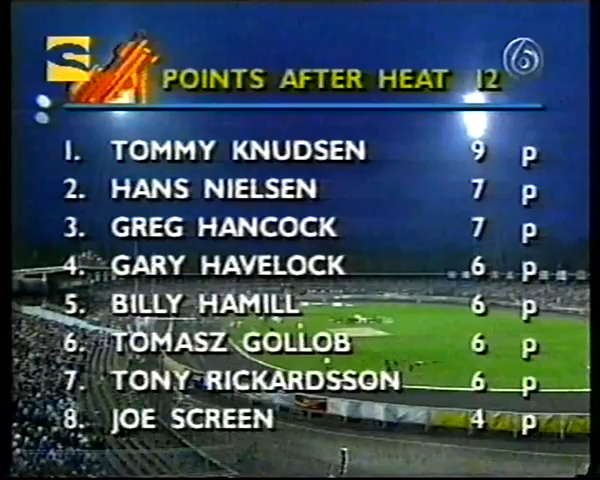 S
6
POINTS AFTER HEAT 12
1. TOMMY KNUDSEN 9 p
2. HANS NIELSEN 7 p
3. GREG HANCOCK 7 p
4. GARY HAVELOCK 6 p
5. BILLY HAMILL 6 p
6. TOMASZ GOLLOB 6 p
7. TONY RICKARDSSON 6 p
8. JOE SCREEN 4 p